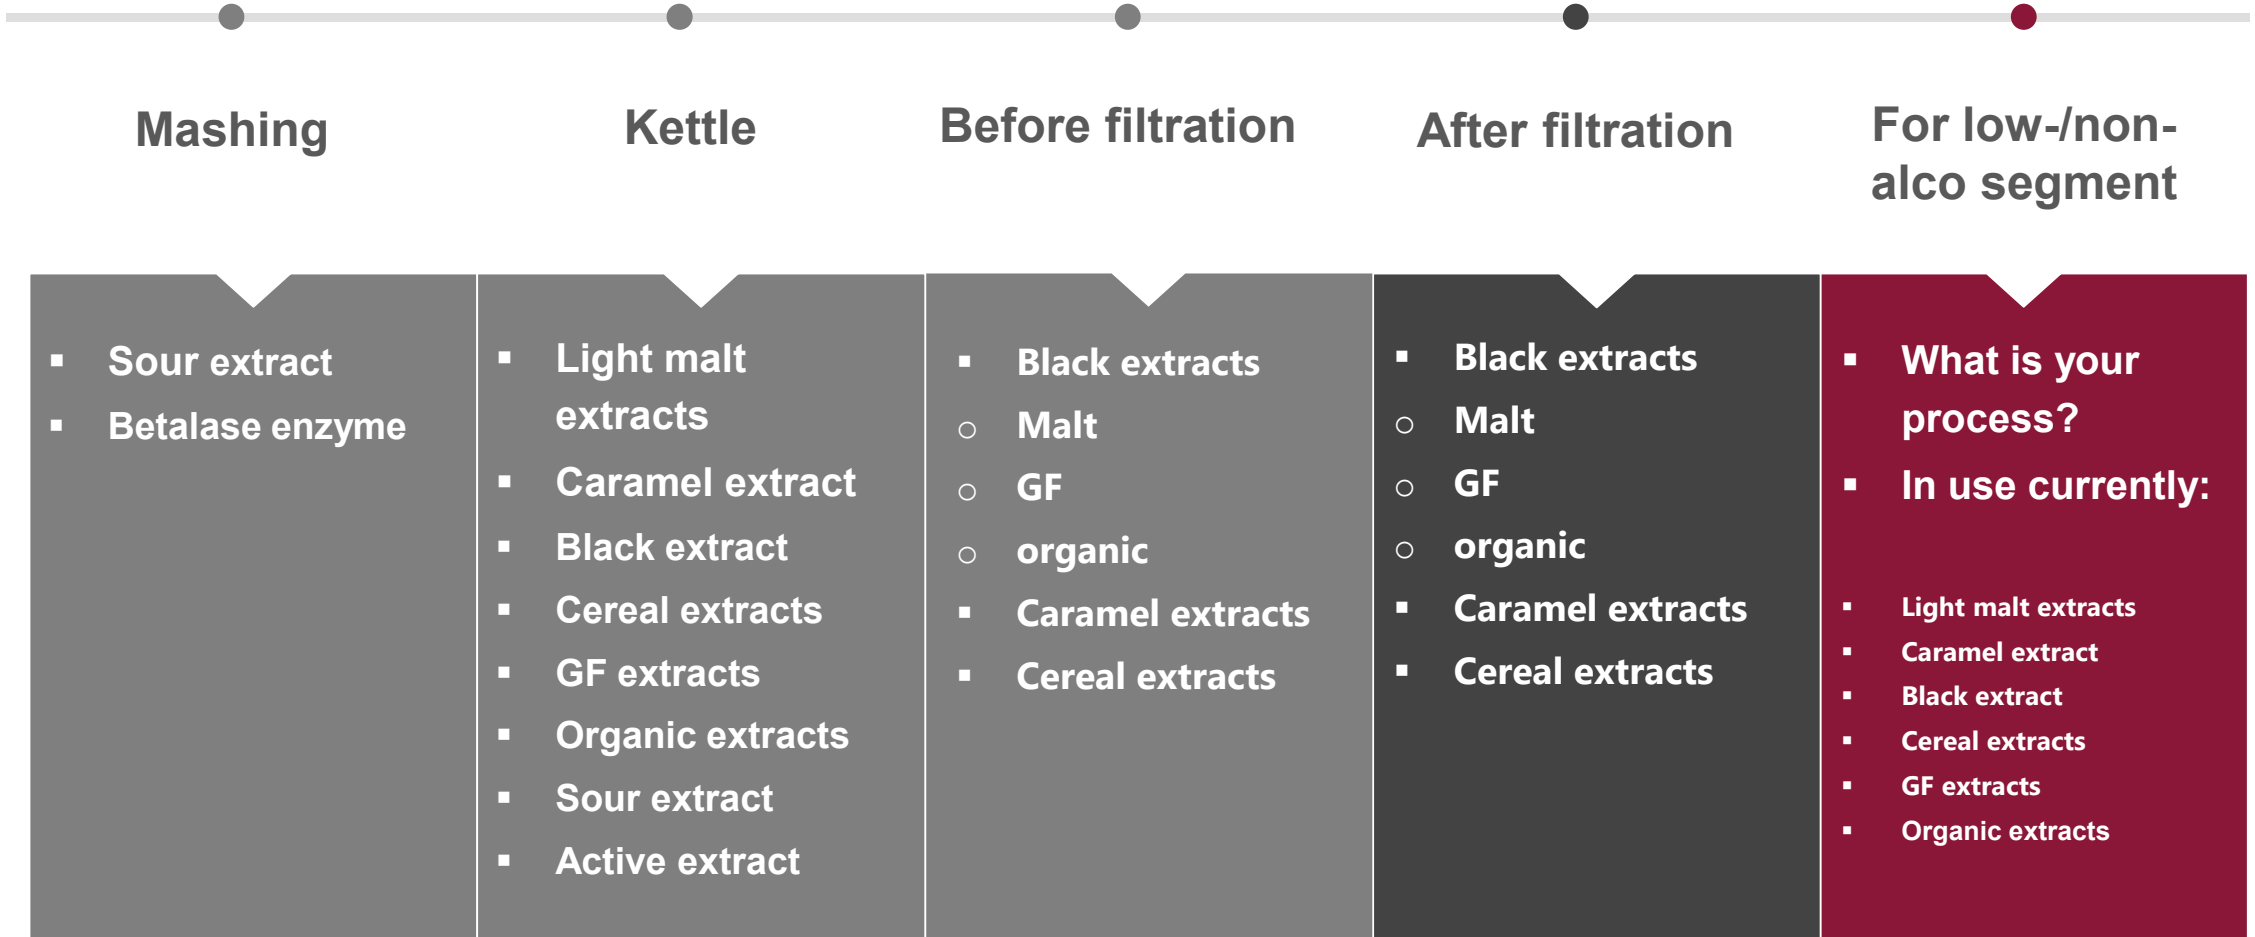 Mashing
Kettle
Before filtration
After filtration
For low-/non-
alco segment
▪ Sour extract
▪ Betalase enzyme
▪ Light malt
extracts
▪ Caramel extract
▪ Black extract
▪ Cereal extracts
▪ GF extracts
▪ Organic extracts
▪ Sour extract
▪ Active extract
▪ Black extracts
○ Malt
○ GF
○ organic
▪ Caramel extracts
▪ Cereal extracts
▪ Black extracts
○ Malt
○ GF
○ organic
▪ Caramel extracts
▪ Cereal extracts
▪ What is your
process?
▪ In use currently:
▪ Light malt extracts
▪ Caramel extract
▪ Black extract
▪ Cereal extracts
▪ GF extracts
▪ Organic extracts